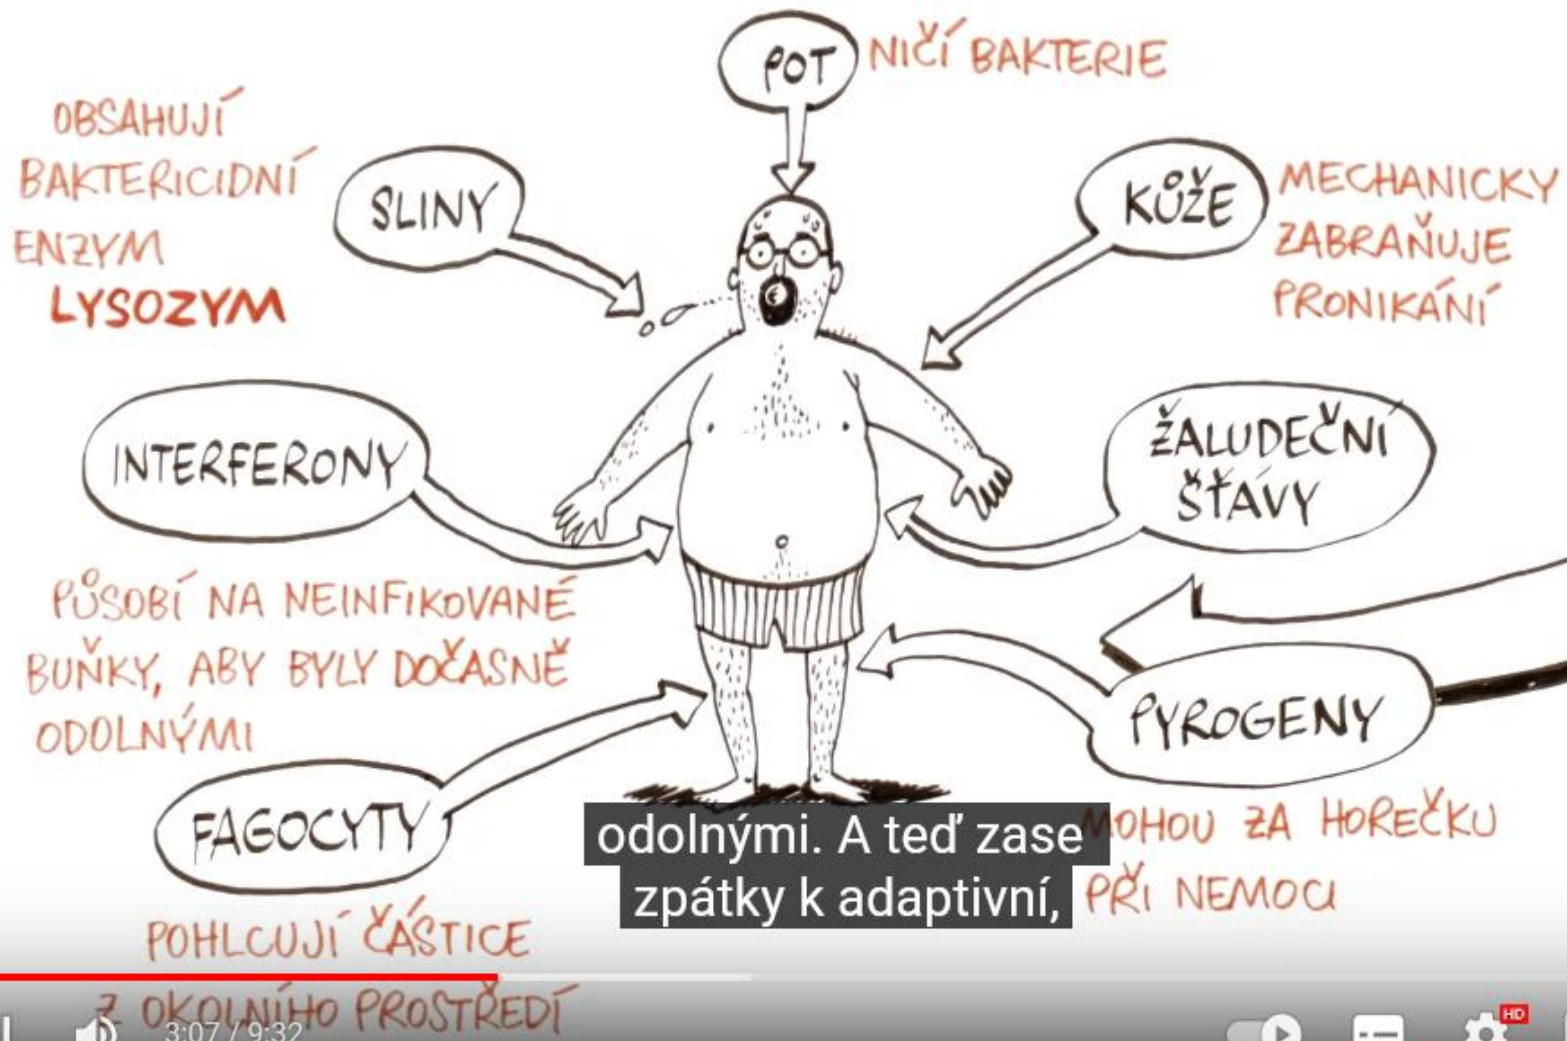 POT
NIČÍ BAKTERIE
OBSAHUJÍ
BAKTERICIDNÍ
ENZYM
LYSOZYM
SLINY
KŮŽE
MECHANICKY
ZABRAŇUJE
PRONIKÁNÍ
INTERFERONY
PŮSOBÍ NA NEINFIKOVANÉ
BUŇKY, ABY BYLY DOČASNĚ
ODOLNÝMI
ŽALUDEČNÍ
ŠŤÁVY
FAGOCYTY
POHLCUJÍ ČÁSTICE
Z OKOLNÍHO PROSTŘEDÍ
PYROGENY
MOHOU ZA HOREČKU
PŘI NEMOCI
odolnými. A teď zase
zpátky k adaptivní,
3:07 / 9:32
HD